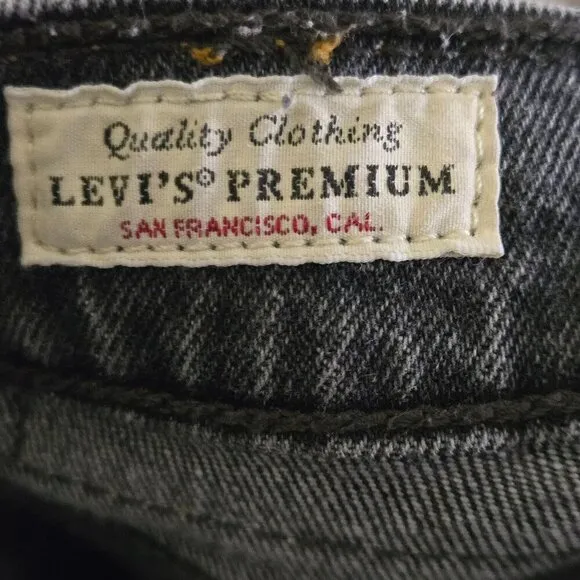 Quality Clothing
LEVI'S® PREMIUM
SAN FRANCISCO, CAL.